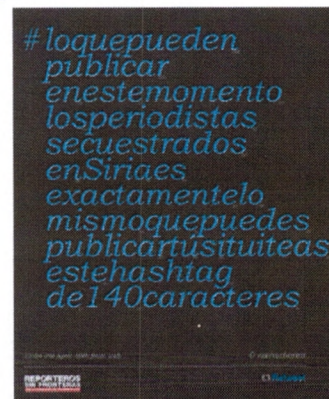 # loquepueden
publicar
enestemomento
losperiodistas
secuestrados
enSiriaes
exactamentelo
mismoquepuedes
publicartúsituiteas
estehashtag
de140caracteres
REPORTEROS
SIN FRONTERAS